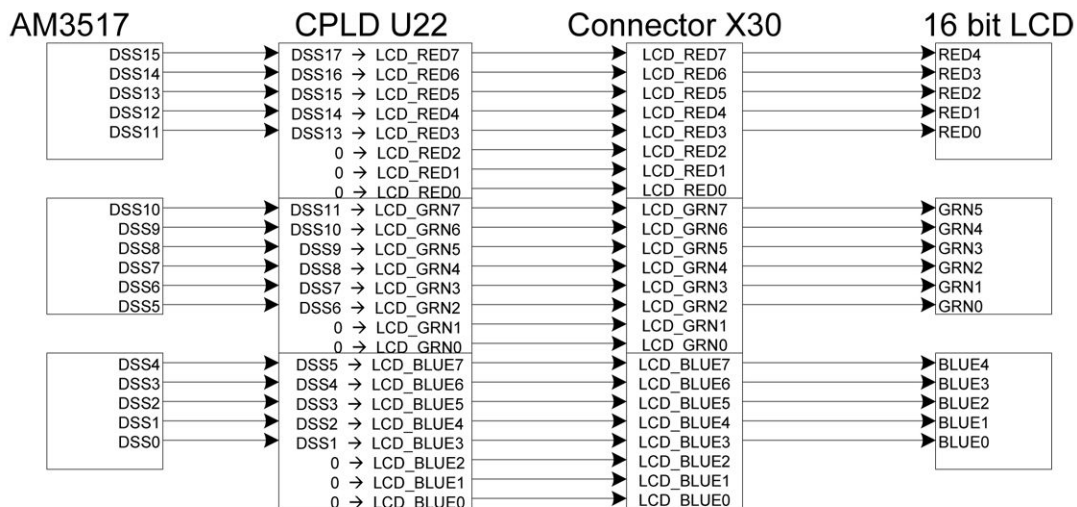 AM3517 CPLD U22 Connector X30 16 bit LCD
DSS15 DSS17 → LCD_RED7 LCD_RED7 RED4
DSS14 DSS16 → LCD_RED6 LCD_RED6 RED3
DSS13 DSS15 → LCD_RED5 LCD_RED5 RED2
DSS12 DSS14 → LCD_RED4 LCD_RED4 RED1
DSS11 DSS13 → LCD_RED3 LCD_RED3 RED0
0 → LCD_RED2 LCD_RED2
0 → LCD_RED1 LCD_RED1
0 → LCD_RED0 LCD_RED0
DSS10 DSS11 → LCD_GRN7 LCD_GRN7 GRN5
DSS9 DSS10 → LCD_GRN6 LCD_GRN6 GRN4
DSS8 DSS9 → LCD_GRN5 LCD_GRN5 GRN3
DSS7 DSS8 → LCD_GRN4 LCD_GRN4 GRN2
DSS6 DSS7 → LCD_GRN3 LCD_GRN3 GRN1
DSS5 DSS6 → LCD_GRN2 LCD_GRN2 GRN0
0 → LCD_GRN1 LCD_GRN1
0 → LCD_GRN0 LCD_GRN0
DSS4 DSS5 → LCD_BLUE7 LCD_BLUE7 BLUE4
DSS3 DSS4 → LCD_BLUE6 LCD_BLUE6 BLUE3
DSS2 DSS3 → LCD_BLUE5 LCD_BLUE5 BLUE2
DSS1 DSS2 → LCD_BLUE4 LCD_BLUE4 BLUE1
DSS0 DSS1 → LCD_BLUE3 LCD_BLUE3 BLUE0
0 → LCD_BLUE2 LCD_BLUE2
0 → LCD_BLUE1 LCD_BLUE1
0 → LCD_BLUE0 LCD_BLUE0